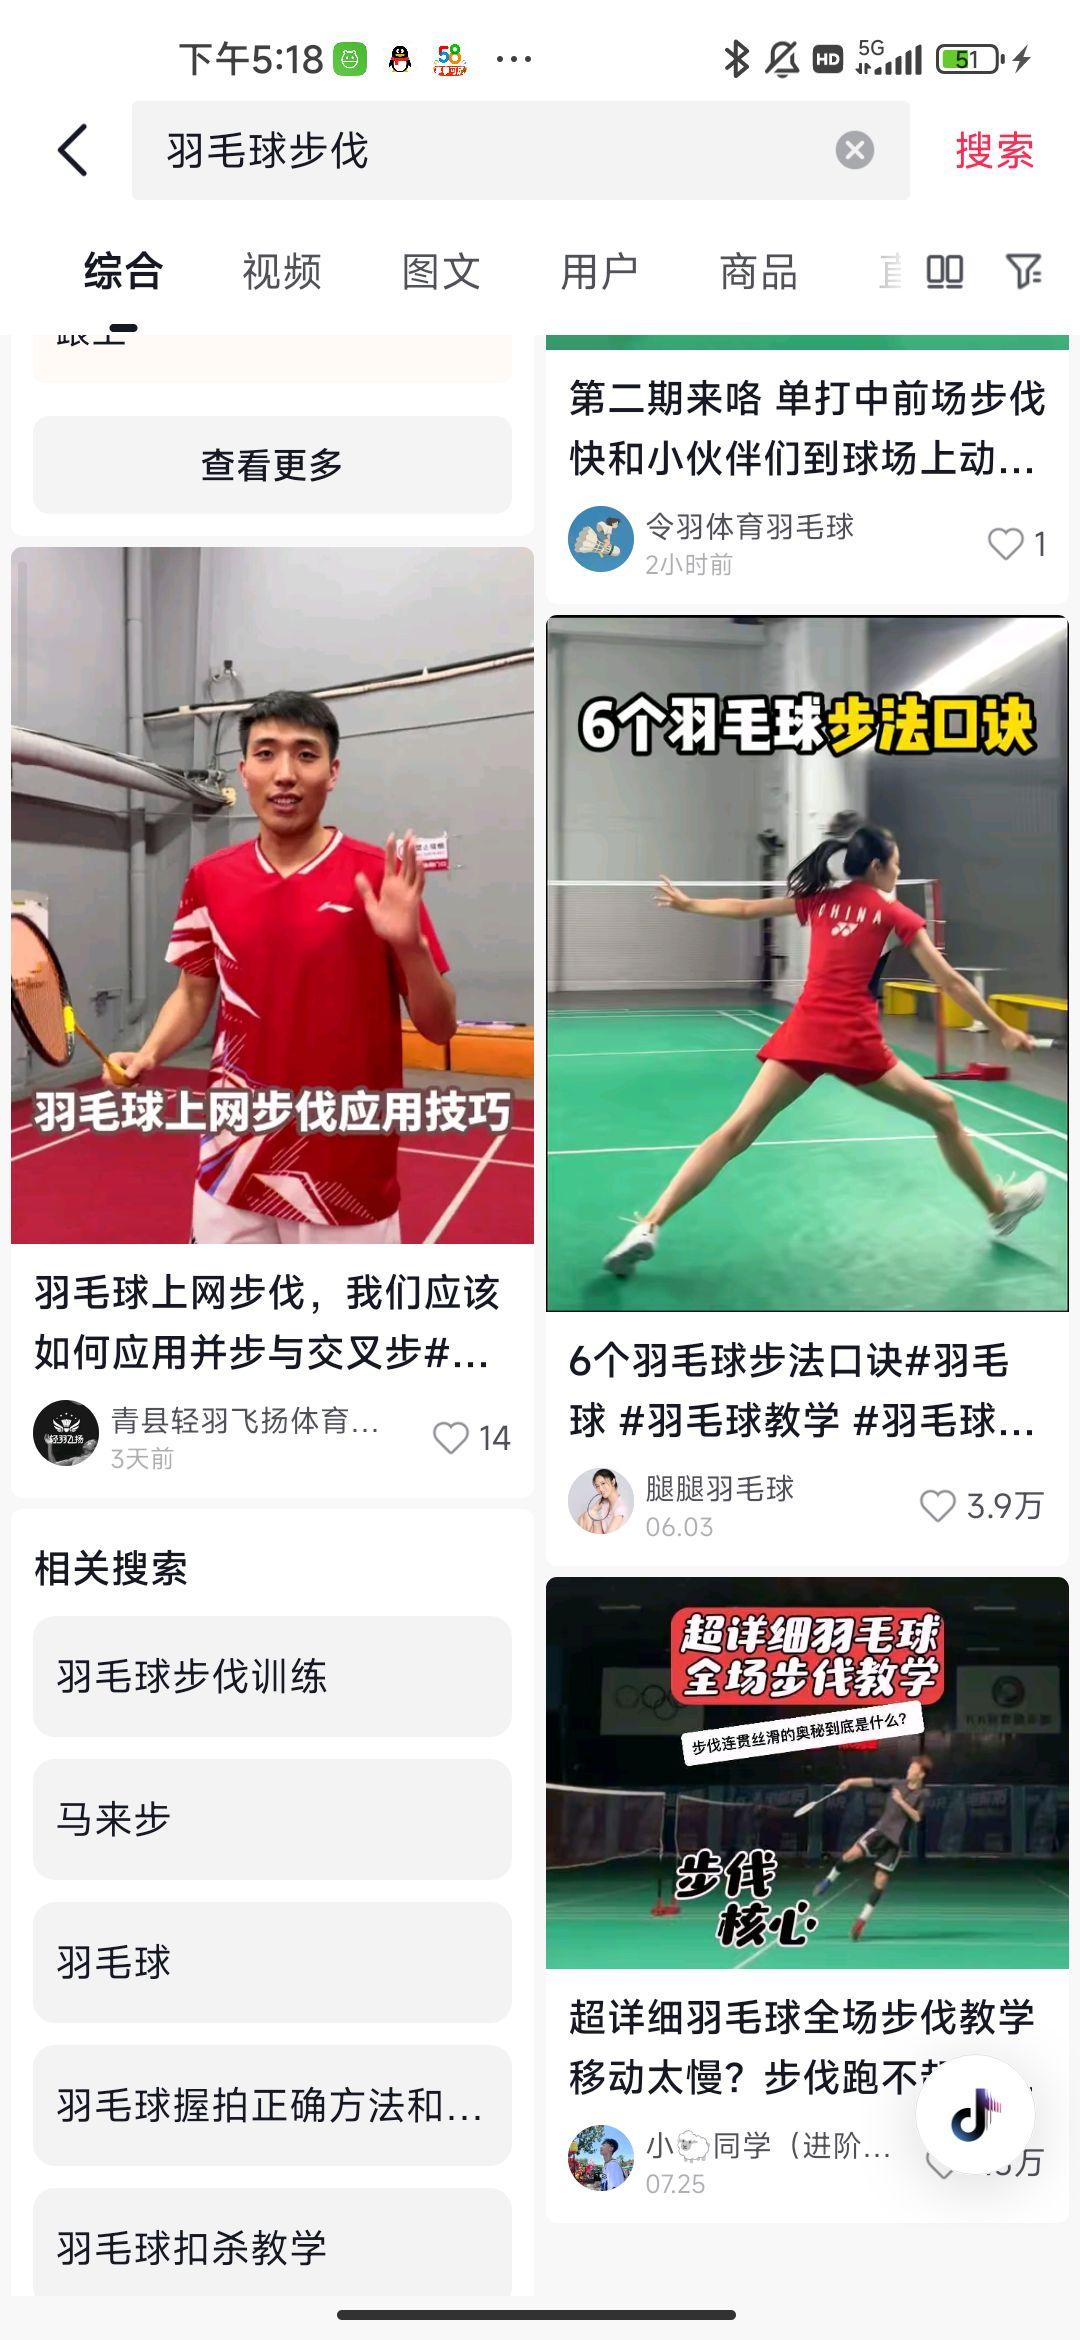 下午5:18
58
HD
5G
51
羽毛球步伐
搜索
综合
视频
图文
用户
商品
查看更多
羽毛球上网步伐应用技巧
羽毛球上网步伐，我们应该
如何应用并步与交叉步#...
青县轻羽飞扬体育...
3天前
14
相关搜索
羽毛球步伐训练
马来步
羽毛球
羽毛球握拍正确方法和...
羽毛球扣杀教学
第二期来咯 单打中前场步伐
快和小伙伴们到球场上动...
令羽体育羽毛球
2小时前
1
6个羽毛球步法口诀
CHINA
6个羽毛球步法口诀#羽毛
球 #羽毛球教学 #羽毛球...
腿腿羽毛球
06.03
3.9万
超详细羽毛球
全场步伐教学
步伐连贯丝滑的奥秘到底是什么?
步伐
核心
超详细羽毛球全场步伐教学
移动太慢？步伐跑不
小🐑同学（进阶...
07.25
万